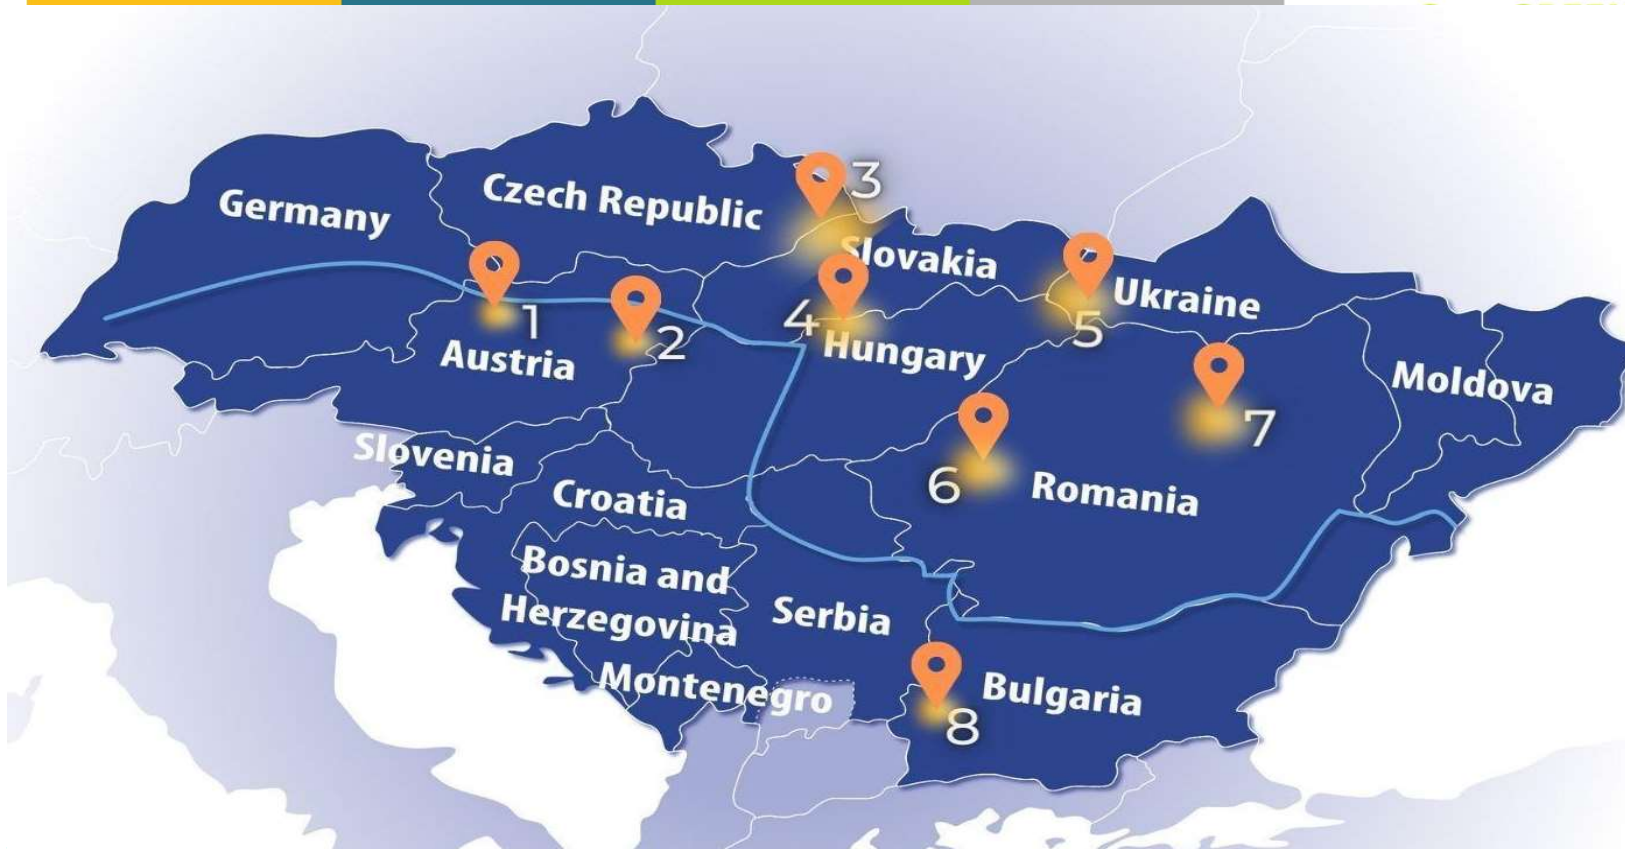 Germany
Czech Republic
3
Slovakia
Ukraine
1
2
4
5
Austria
Hungary
Moldova
7
6
Slovenia
Croatia
Romania
Bosnia and
Herzegovina
Serbia
Montenegro
Bulgaria
8